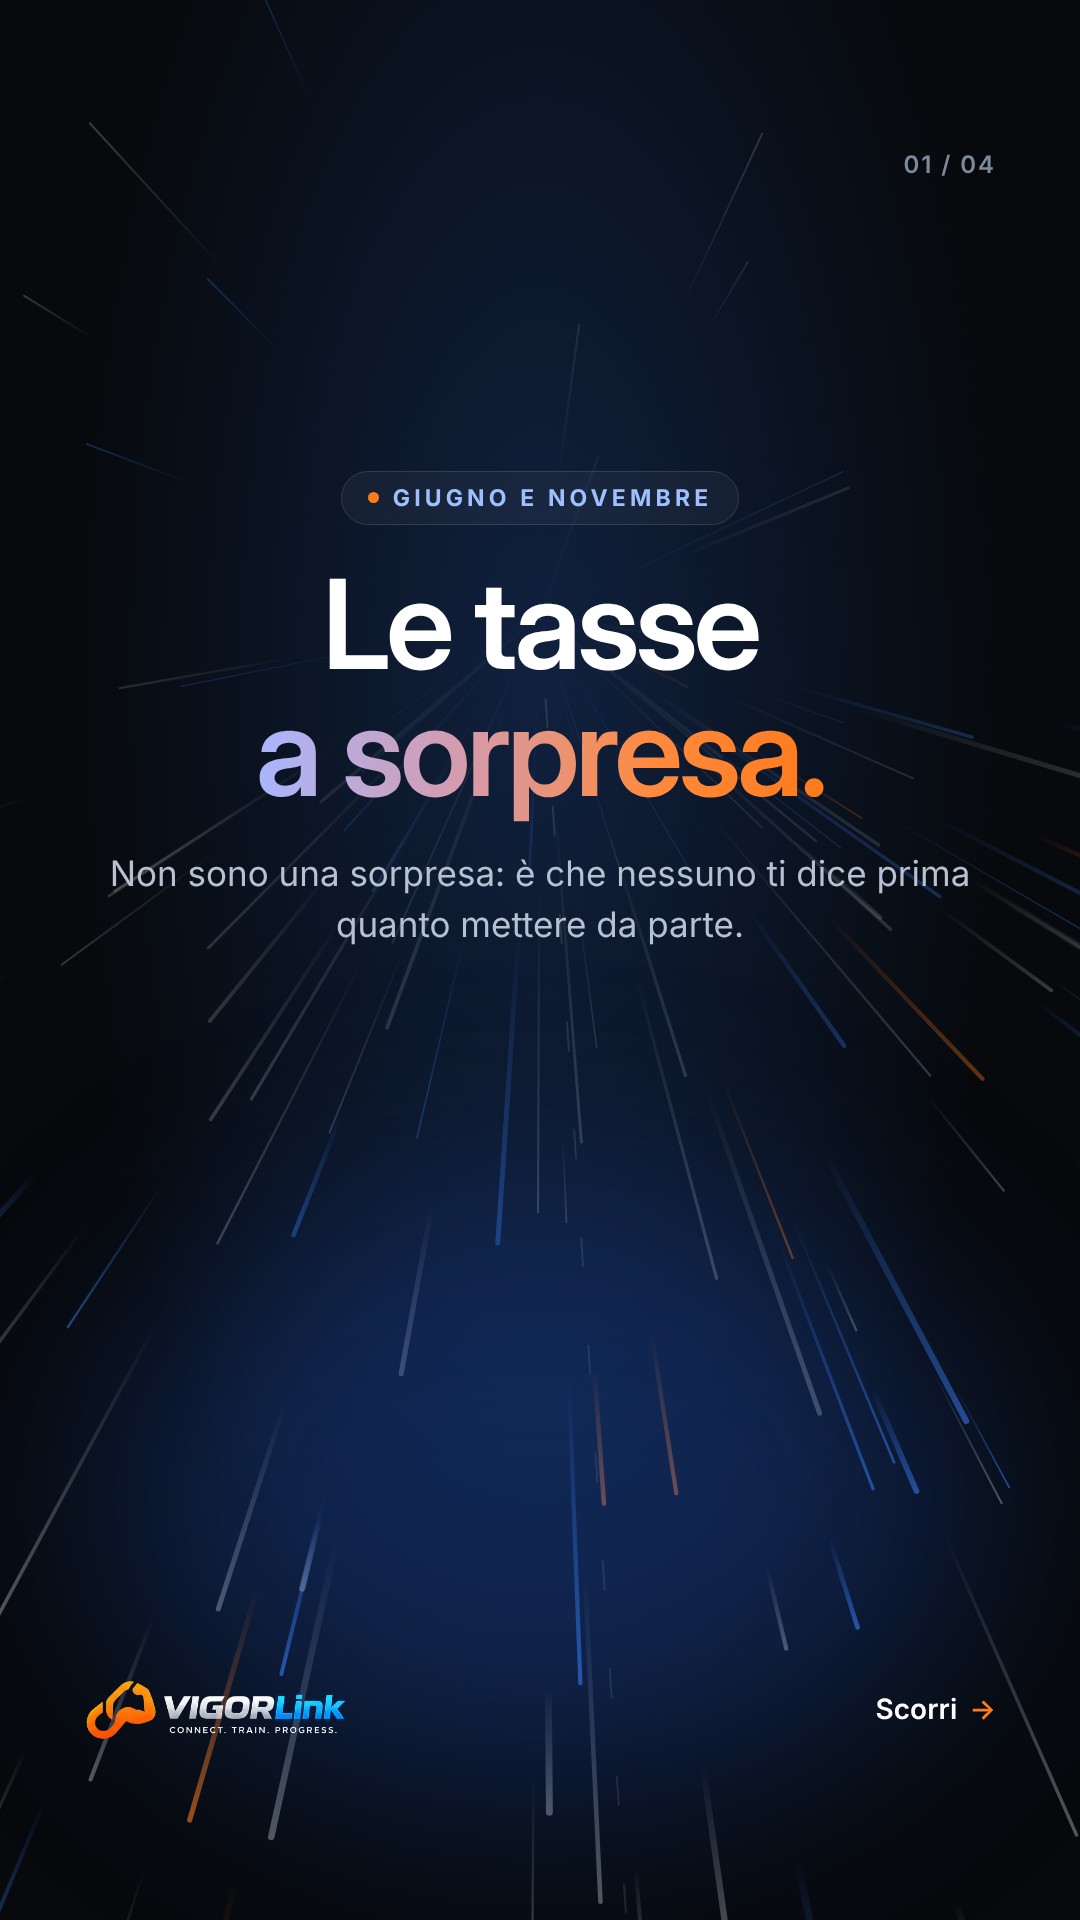 01 / 04
GIUGNO E NOVEMBRE
Le tasse
a sorpresa.
Non sono una sorpresa: è che nessuno ti dice prima
quanto mettere da parte.
VIGORLink
CONNECT. TRAIN. PROGRESS.
Scorri →